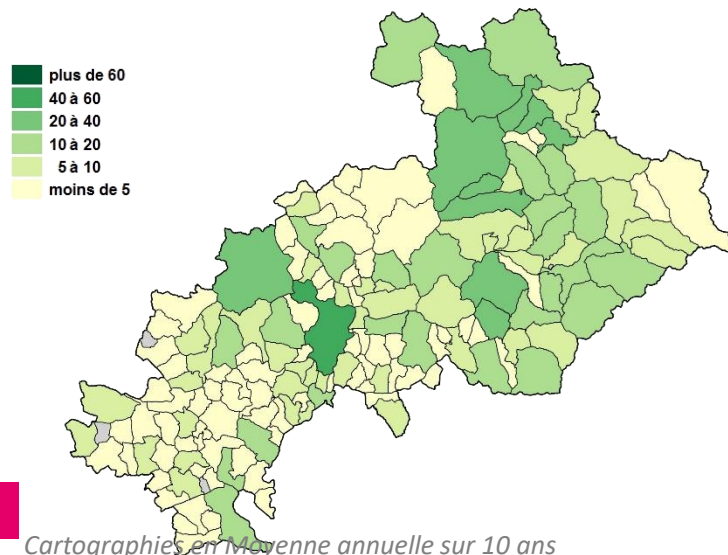 plus de 60
40 à 60
20 à 40
10 à 20
5 à 10
moins de 5
Cartographies en Moyenne annuelle sur 10 ans